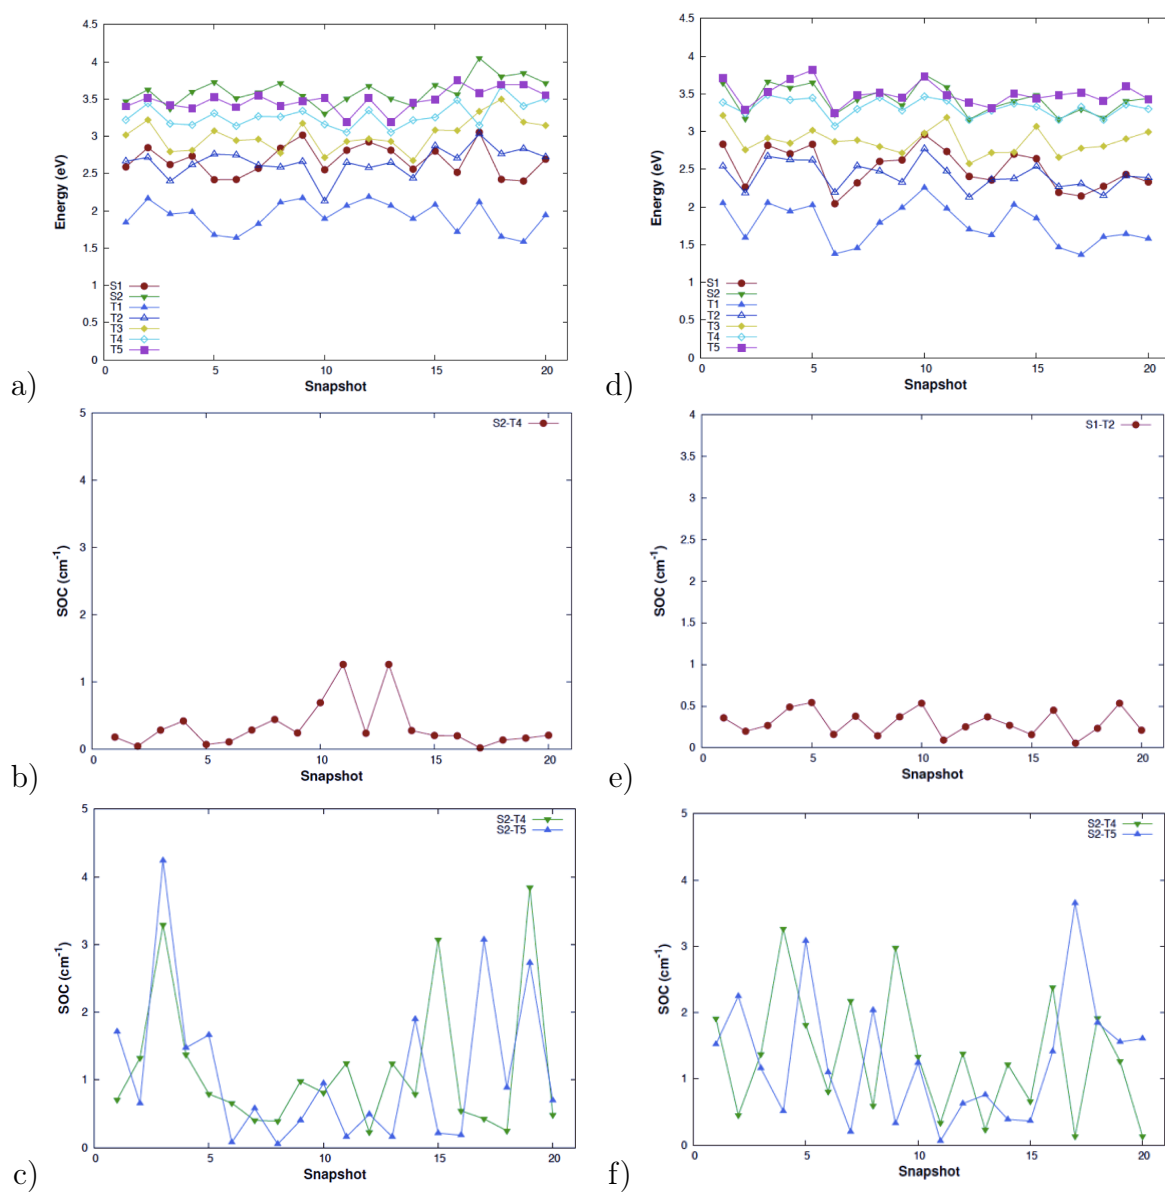 4.5
4
3.5
3
2.5
2
1.5
1
0.5
0
Energy (eV)
S1
S2
T1
T2
T3
T4
T5
0 5 10 15 20
Snapshot
a)
4.5
4
3.5
3
2.5
2
1.5
1
0.5
0
Energy (eV)
S1
S2
T1
T2
T3
T4
T5
0 5 10 15 20
Snapshot
d)
5
4
3
2
1
0
SOC (cm-1)
S2-T4
0 5 10 15 20
Snapshot
b)
4
3.5
3
2.5
2
1.5
1
0.5
0
SOC (cm-1)
S1-T2
0 5 10 15 20
Snapshot
e)
5
4
3
2
1
0
SOC (cm-1)
S2-T4
S2-T5
0 5 10 15 20
Snapshot
c)
5
4
3
2
1
0
SOC (cm-1)
S2-T4
S2-T5
0 5 10 15 20
Snapshot
f)